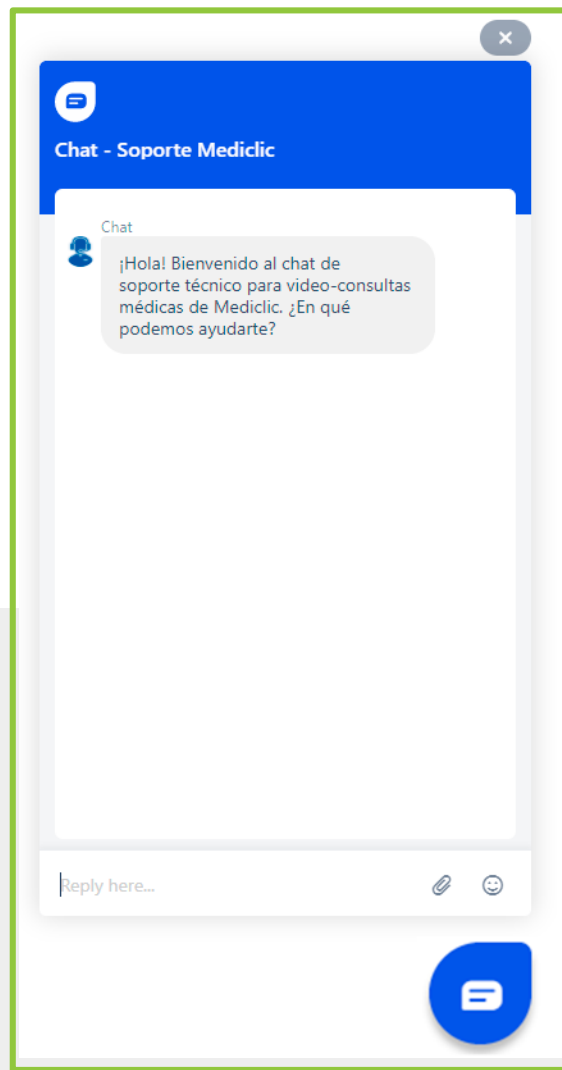 Chat - Soporte Mediclic
Chat
¡Hola! Bienvenido al chat de
soporte técnico para video-consultas
médicas de Mediclic. ¿En qué
podemos ayudarte?
Reply here...